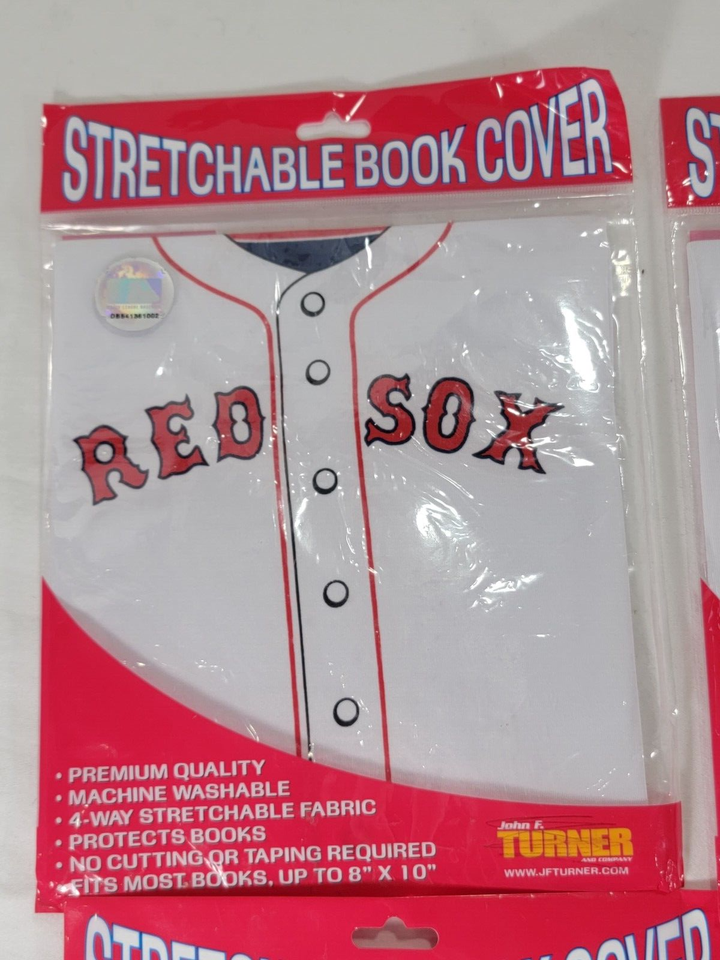 STRETCHABLE BOOK COVER
RED SOX
• PREMIUM QUALITY
• MACHINE WASHABLE
• 4-WAY STRETCHABLE FABRIC
• PROTECTS BOOKS
• NO CUTTING OR TAPING REQUIRED
FITS MOST BOOKS, UP TO 8" X 10"
John F.
TURNER
AND COMPANY
WWW.JFTURNER.COM